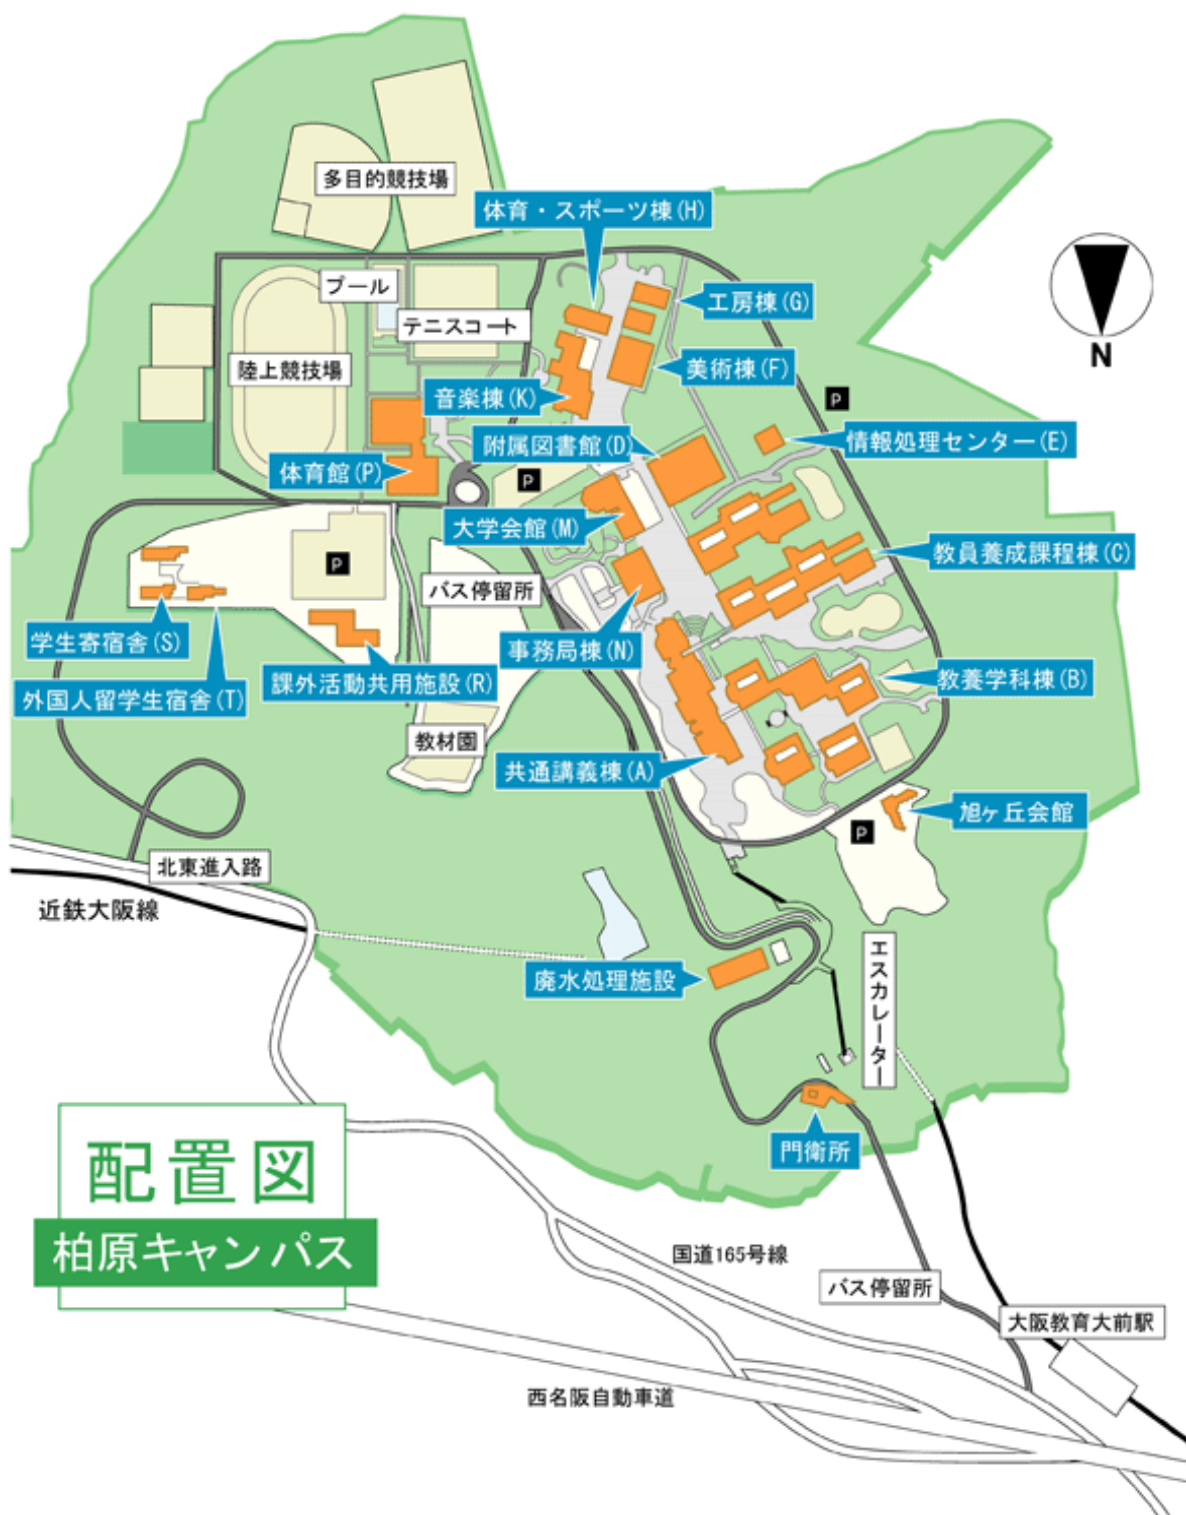 多目的競技場
体育・スポーツ棟(H)
プール
工房棟(G)
テニスコート
N
陸上競技場
美術棟(F)
音楽棟(K)
P
附属図書館(D)
情報処理センター(E)
体育館(P)
P
大学会館(M)
教員養成課程棟(C)
P
バス停留所
学生寄宿舎(S)
事務局棟(N)
課外活動共用施設(R)
教養学科棟(B)
外国人留学生宿舎(T)
教材園
共通講義棟(A)
旭ヶ丘会館
P
北東進入路
近鉄大阪線
エスカレーター
廃水処理施設
門衛所
配置図
柏原キャンパス
国道165号線
バス停留所
大阪教育大前駅
西名阪自動車道